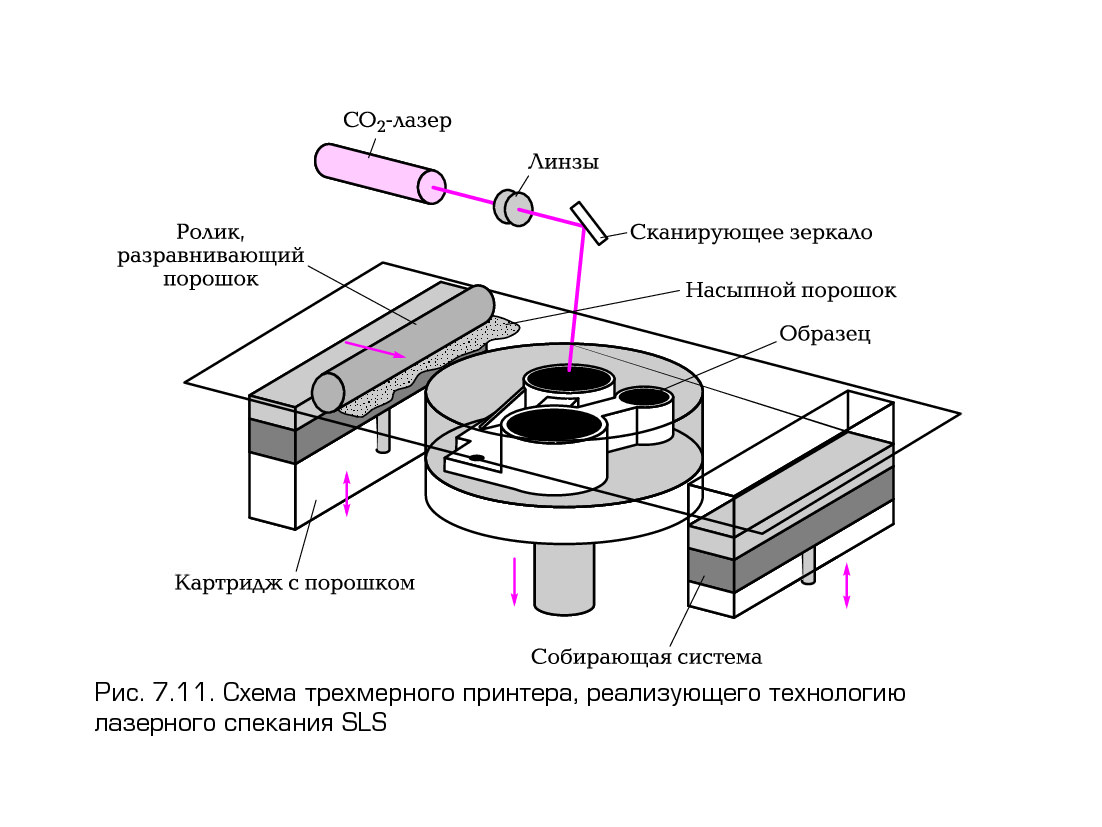 CO₂-лазер
Линзы
Ролик,
разравнивающий
порошок
Сканирующее зеркало
Насыпной порошок
Образец
Картридж с порошком
Собирающая система
Рис. 7.11. Схема трехмерного принтера, реализующего технологию
лазерного спекания SLS